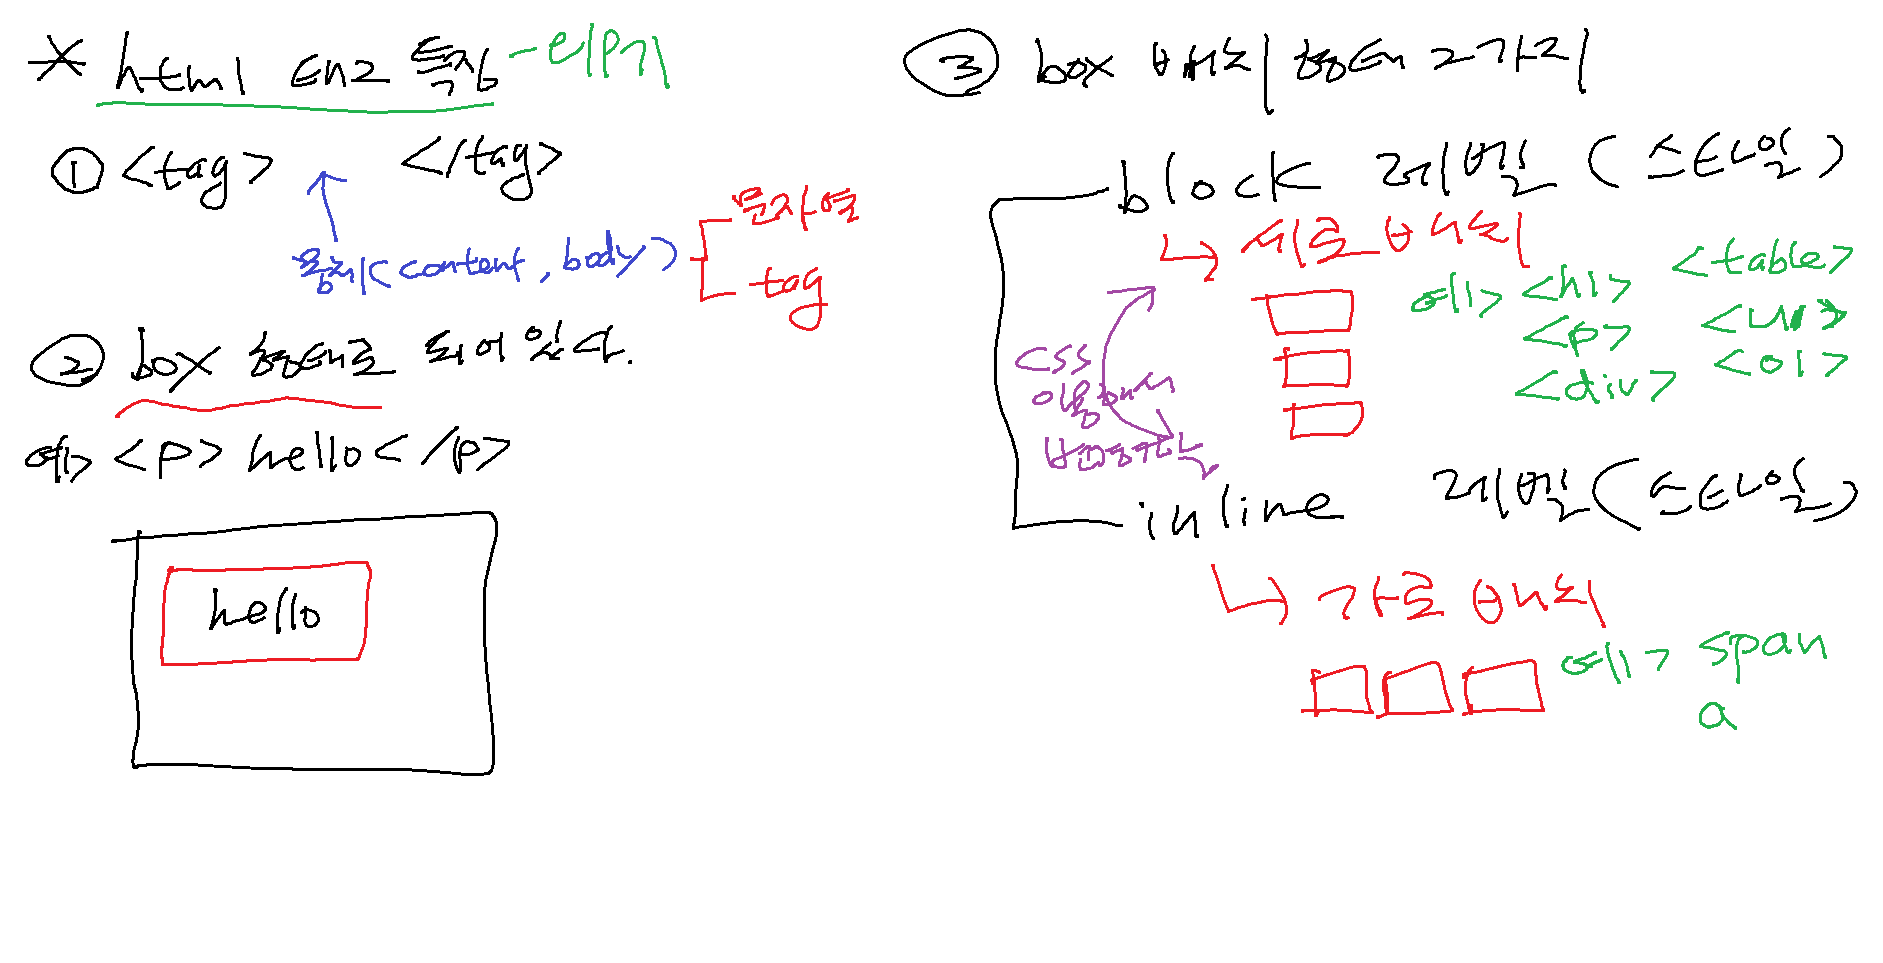 * html 태그 특징 - 티(P기
① <tag> </tag>
몸체(content, body)
문자열
tag
② box 형태로 되어있다.
예> <p> hello </p>
hello
③ box 배치 형태 2가지
block 레벨 (스타일)
→ 세로 배치
예> <h1> <table>
<p> <ul>
<div> <ol>
CSS
이용해서
변경가능
inline 레벨 (스타일)
→ 가로 배치
예> span
a